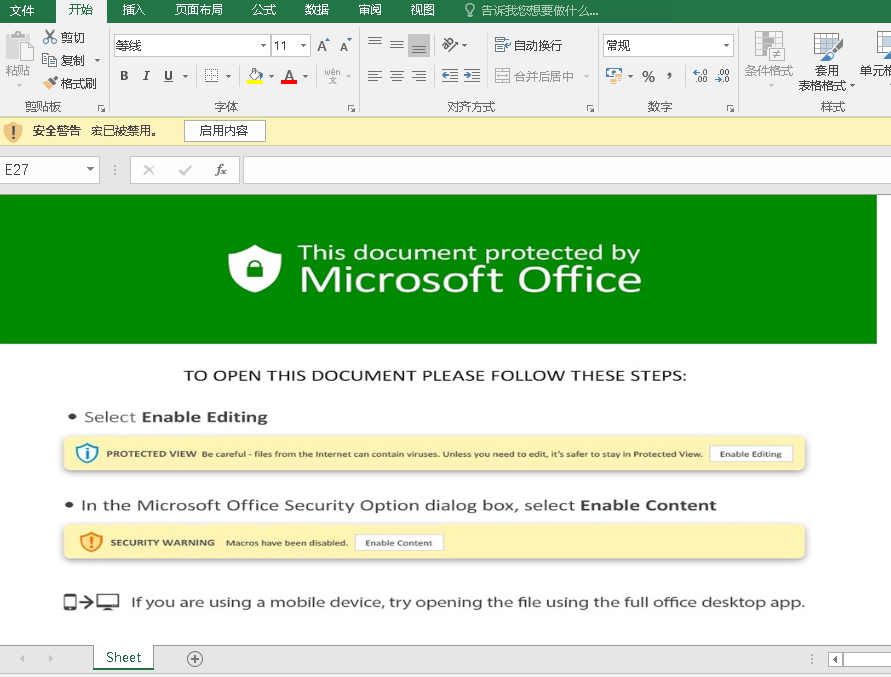 文件 开始 插入 页面布局 公式 数据 审阅 视图 告诉我您想要做什么...
剪切
复制
格式刷
粘贴
剪贴板
等线 11 A A
B I U A wén 文
字体
自动换行
合并后居中
对齐方式
常规
% , .00 .00
数字
条件格式 套用
表格格式 单元格
样式
安全警告 宏已被禁用。 启用内容
E27 fx
This document protected by
Microsoft Office
TO OPEN THIS DOCUMENT PLEASE FOLLOW THESE STEPS:
• Select Enable Editing
PROTECTED VIEW Be careful - files from the Internet can contain viruses. Unless you need to edit, it's safer to stay in Protected View. Enable Editing
• In the Microsoft Office Security Option dialog box, select Enable Content
SECURITY WARNING Macros have been disabled. Enable Content
If you are using a mobile device, try opening the file using the full office desktop app.
Sheet